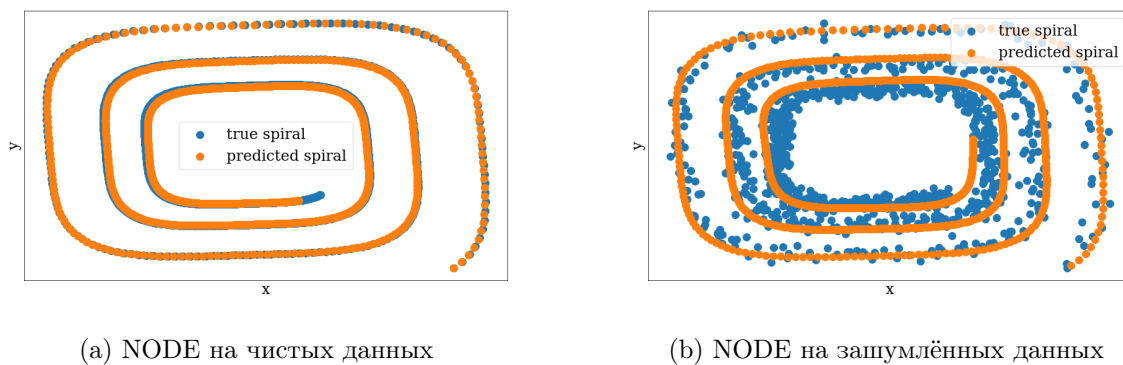 y
true spiral
predicted spiral
x
(a) NODE на чистых данных
y
true spiral
predicted spiral
x
(b) NODE на зашумлённых данных